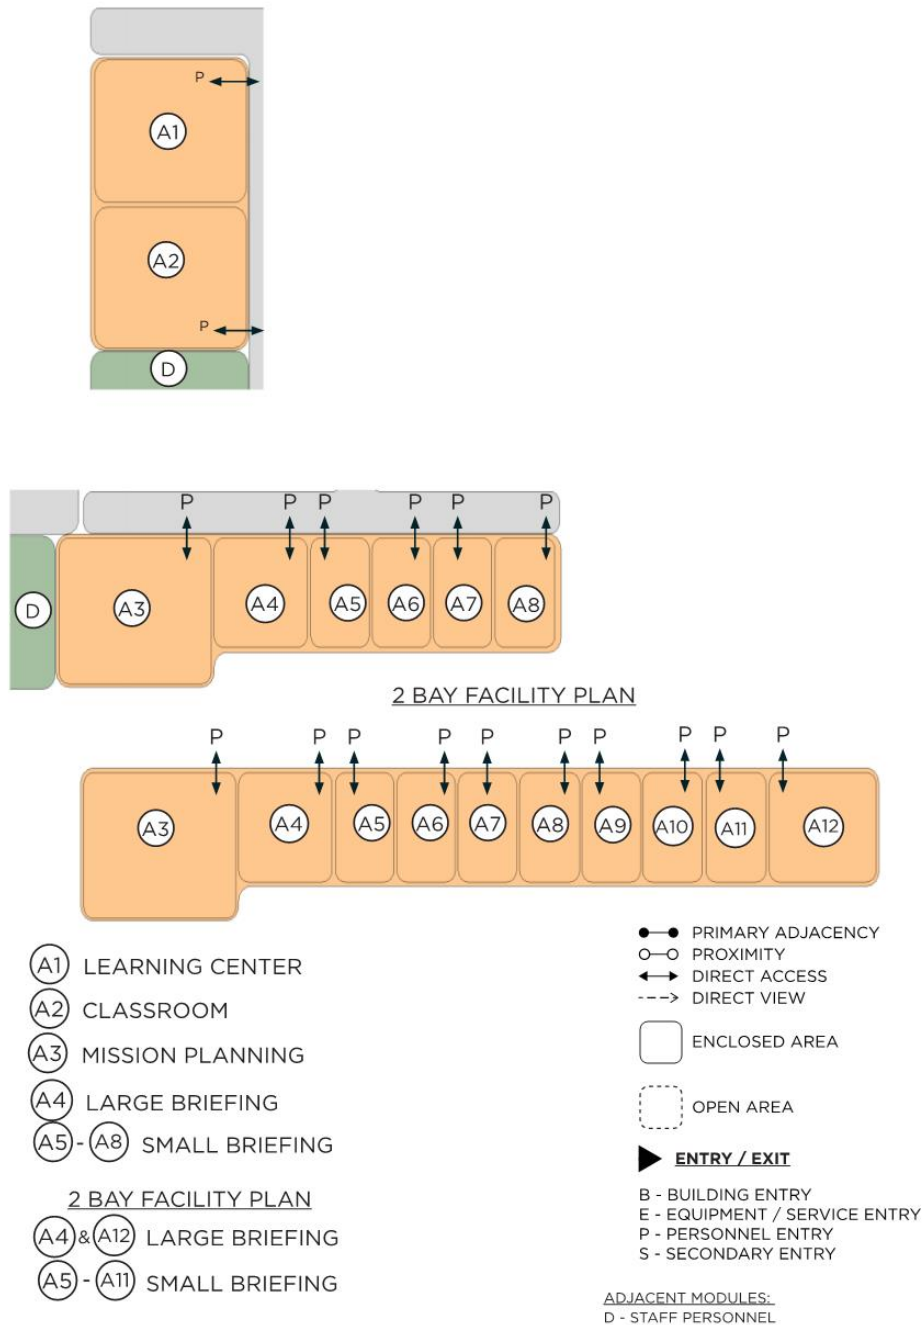 P
A1
A2
P
D
P P P P P P
D A3 A4 A5 A6 A7 A8
2 BAY FACILITY PLAN
P P P P P P P P P P
A3 A4 A5 A6 A7 A8 A9 A10 A11 A12
A1 LEARNING CENTER
A2 CLASSROOM
A3 MISSION PLANNING
A4 LARGE BRIEFING
A5 - A8 SMALL BRIEFING
2 BAY FACILITY PLAN
A4 & A12 LARGE BRIEFING
A5 - A11 SMALL BRIEFING
PRIMARY ADJACENCY
PROXIMITY
DIRECT ACCESS
DIRECT VIEW
ENCLOSED AREA
OPEN AREA
ENTRY / EXIT
B - BUILDING ENTRY
E - EQUIPMENT / SERVICE ENTRY
P - PERSONNEL ENTRY
S - SECONDARY ENTRY
ADJACENT MODULES:
D - STAFF PERSONNEL